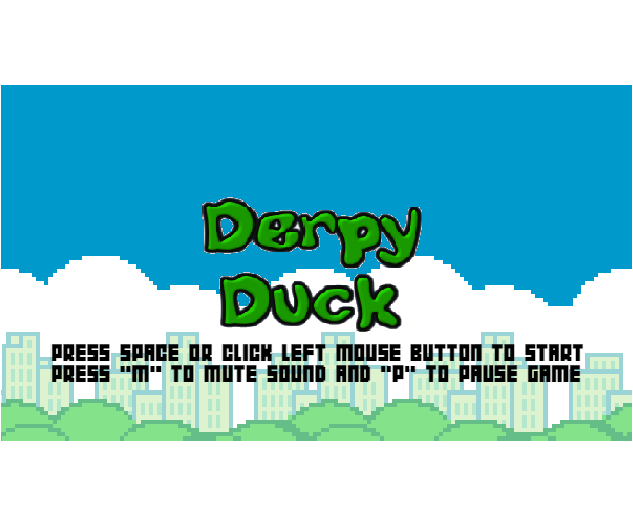 Derpy
Duck
PRESS SPACE OR CLICK LEFT MOUSE BUTTON TO START
PRESS "M" TO MUTE SOUND AND "P" TO PAUSE GAME